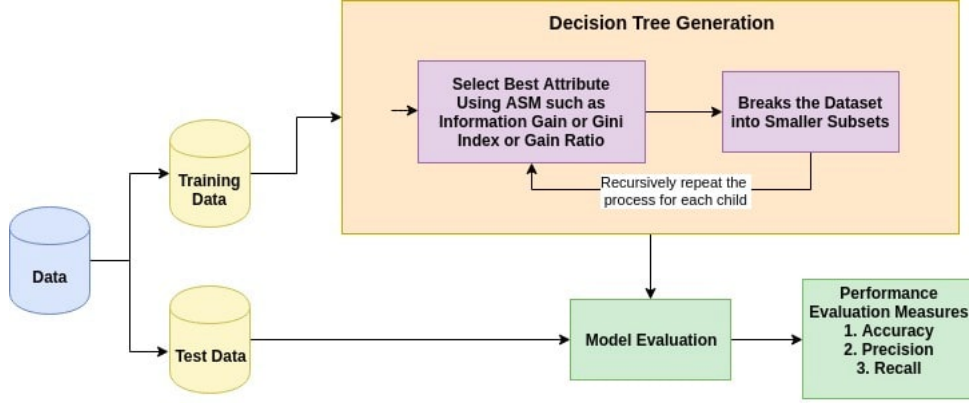 Decision Tree Generation
Select Best Attribute
Using ASM such as
Information Gain or Gini
Index or Gain Ratio
Breaks the Dataset
into Smaller Subsets
Recursively repeat the
process for each child
Training
Data
Data
Test Data
Model Evaluation
Performance
Evaluation Measures
1. Accuracy
2. Precision
3. Recall